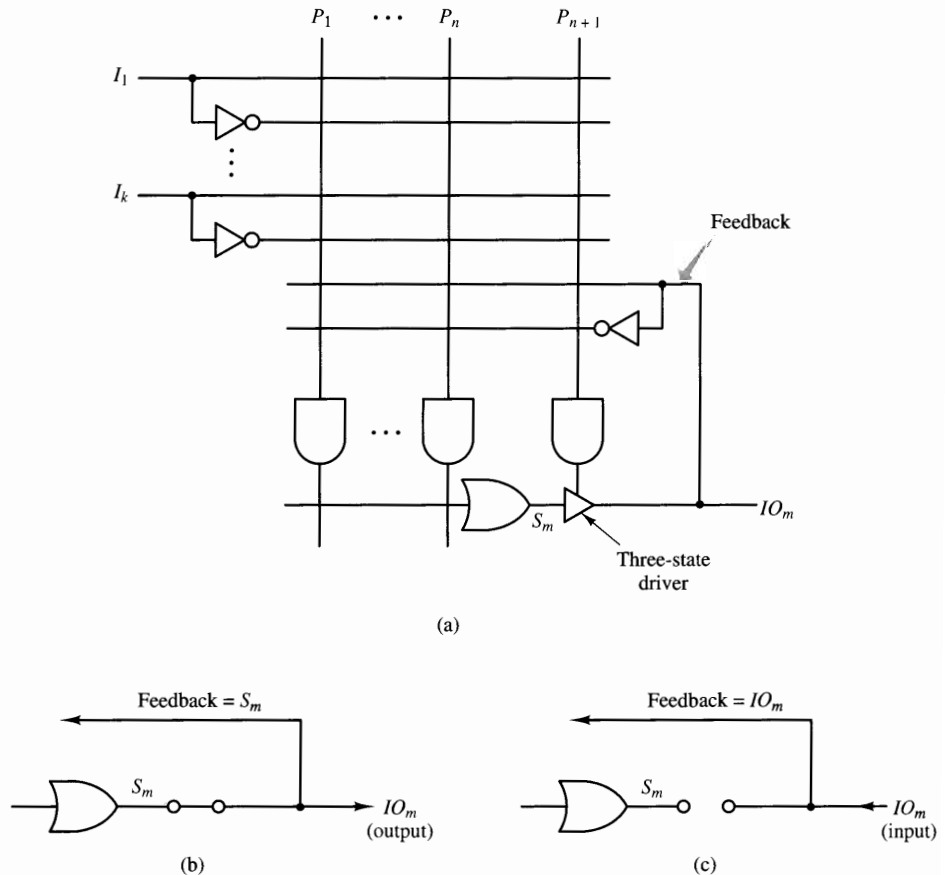 P₁ ··· Pₙ Pₙ₊₁
I₁
Iₖ
Feedback
Sₘ
IOₘ
Three-state
driver
(a)
Feedback = Sₘ
Feedback = IOₘ
Sₘ
IOₘ
(output)
Sₘ
IOₘ
(input)
(b)
(c)